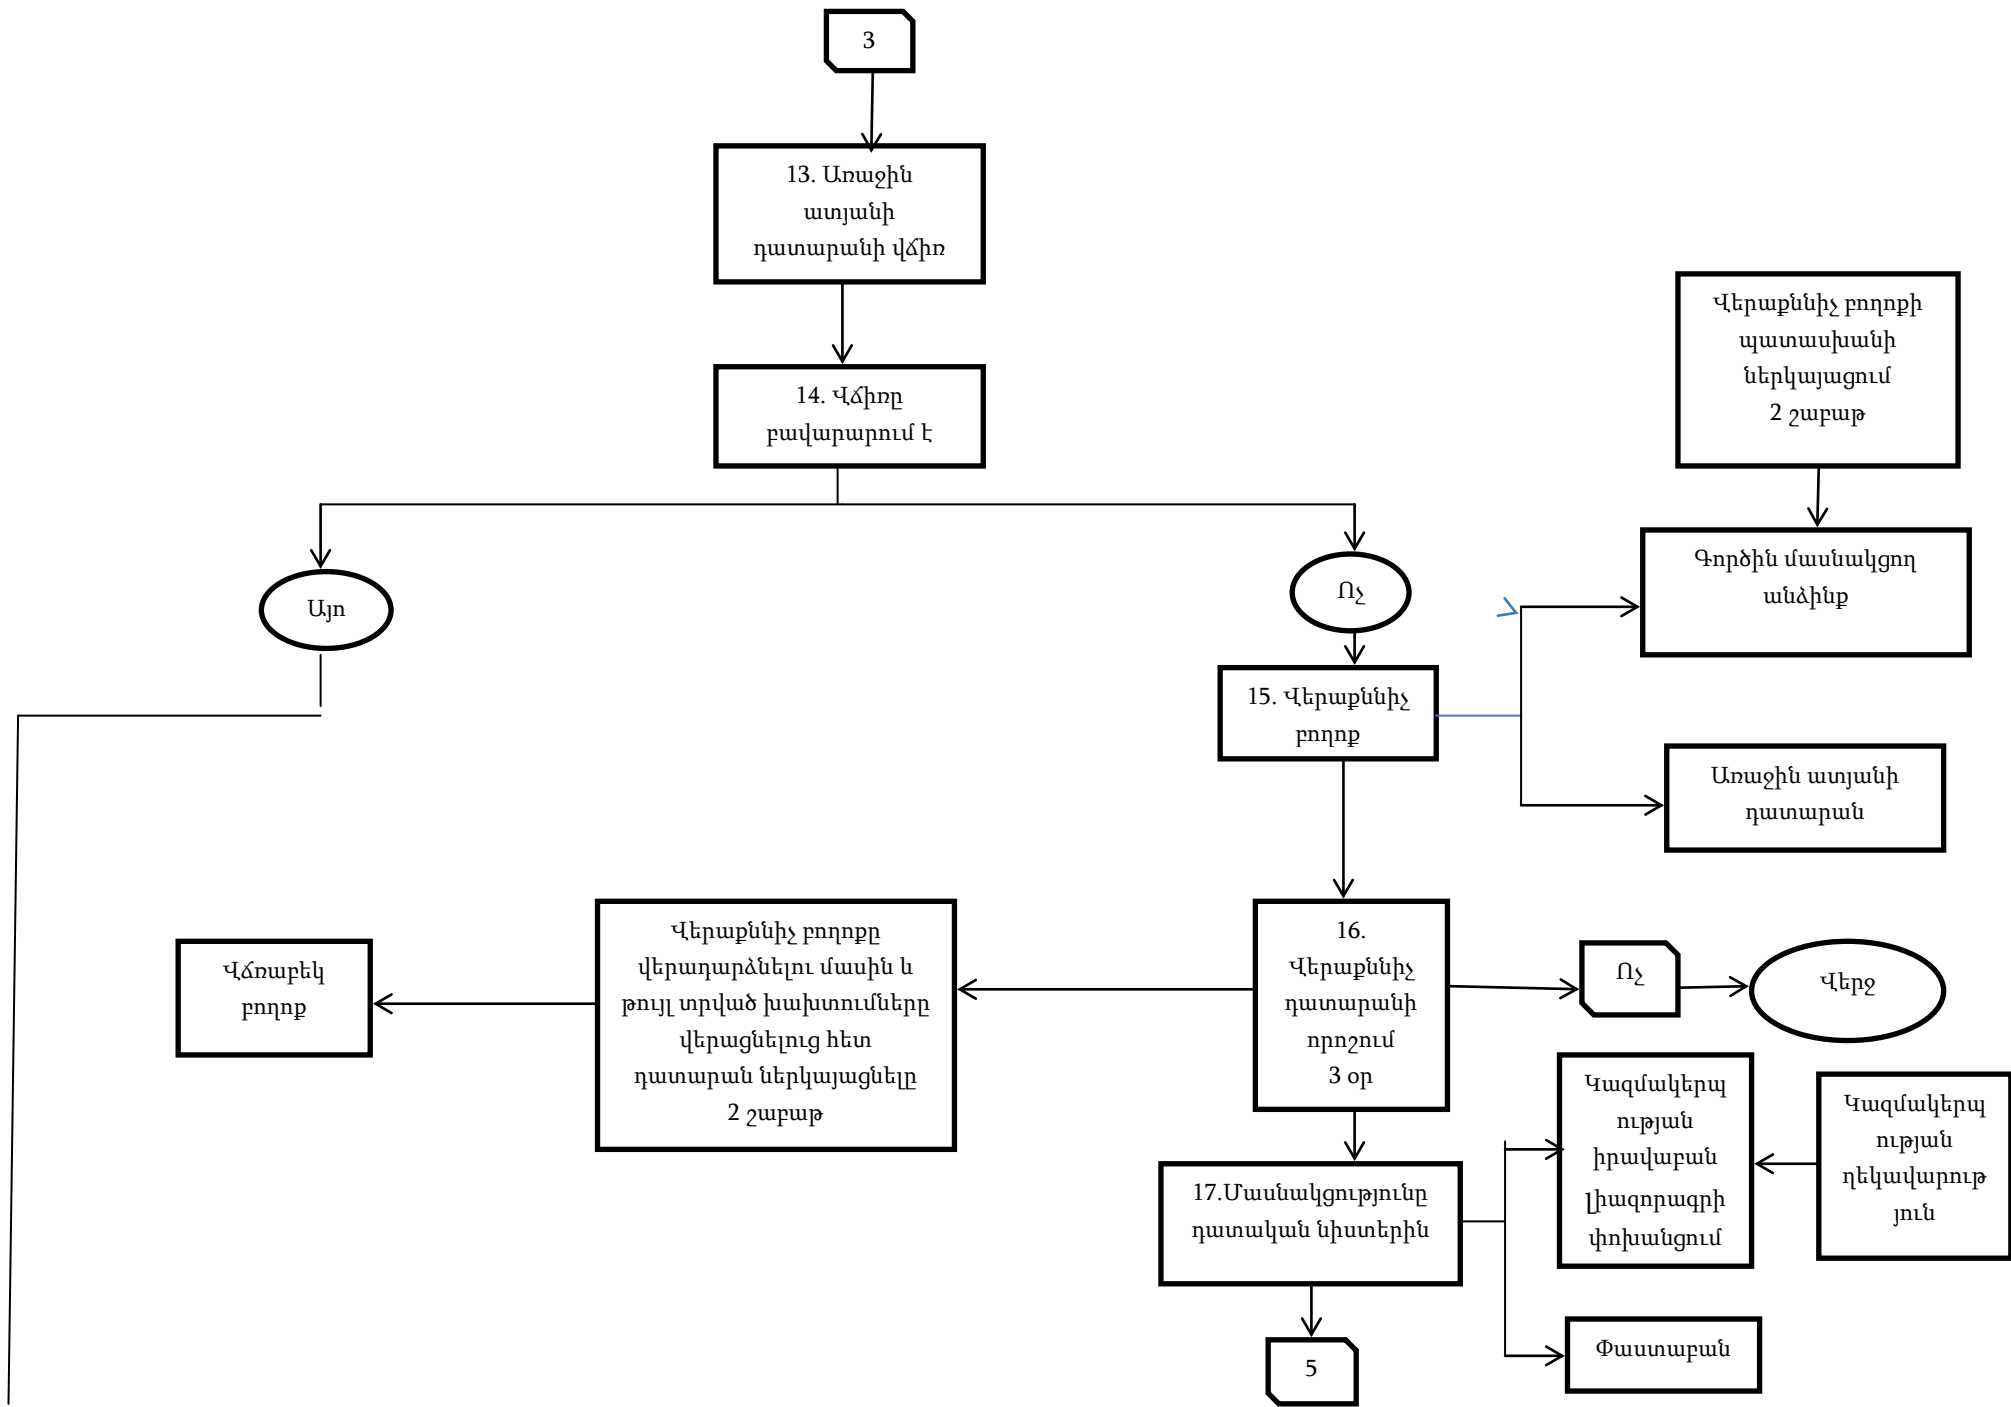 3
13. Առաջին
ատյանի
դատարանի վճիռ
14. Վճիռը
բավարարում է
Վերաքննիչ բողոքի
պատասխանի
ներկայացում
2 շաբաթ
Այո
Ոչ
Գործին մասնակցող
անձինք
15. Վերաքննիչ
բողոք
Առաջին ատյանի
դատարան
Վճռաբեկ
բողոք
Վերաքննիչ բողոքը
վերադարձնելու մասին և
թույլ տրված խախտումները
վերացնելուց հետ
դատարան ներկայացնելը
2 շաբաթ
16.
Վերաքննիչ
դատարանի
որոշում
3 օր
Ոչ
Վերջ
17.Մասնակցությունը
դատական նիստերին
Կազմակերպ
ության
իրավաբան
լիազորագրի
փոխանցում
Կազմակերպ
ության
ղեկավարութ
յուն
Փաստաբան
5